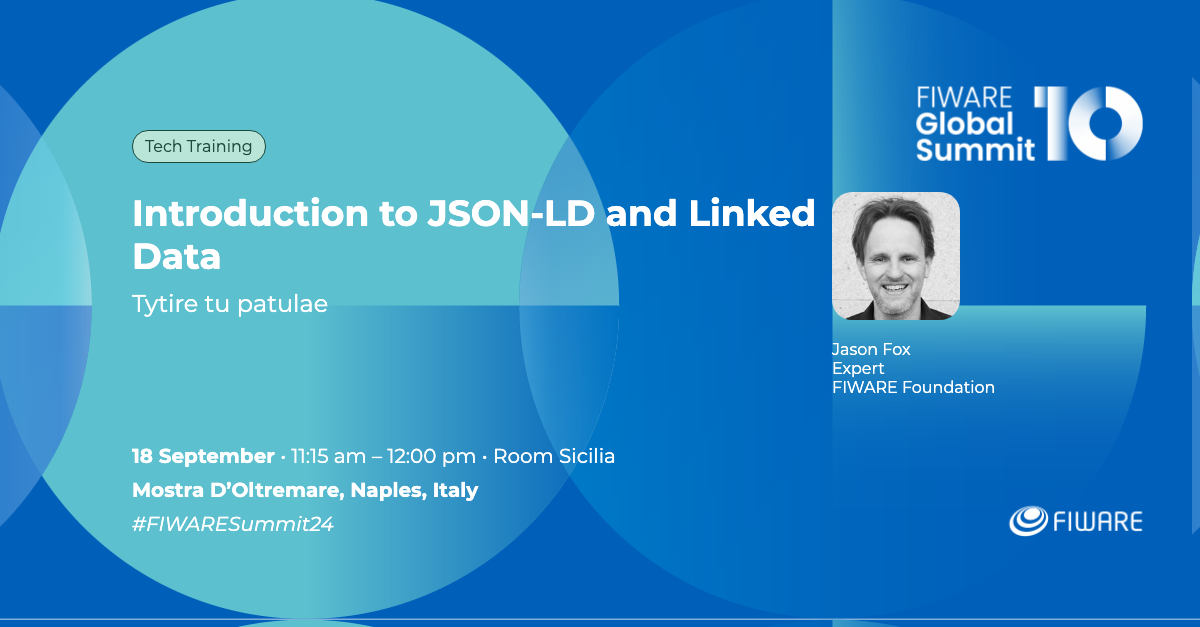 FIWARE
Global
Summit 10
Tech Training
Introduction to JSON-LD and Linked
Data
Tytire tu patulae
Jason Fox
Expert
FIWARE Foundation
18 September · 11:15 am – 12:00 pm · Room Sicilia
Mostra D’Oltremare, Naples, Italy
#FIWARESummit24
FIWARE